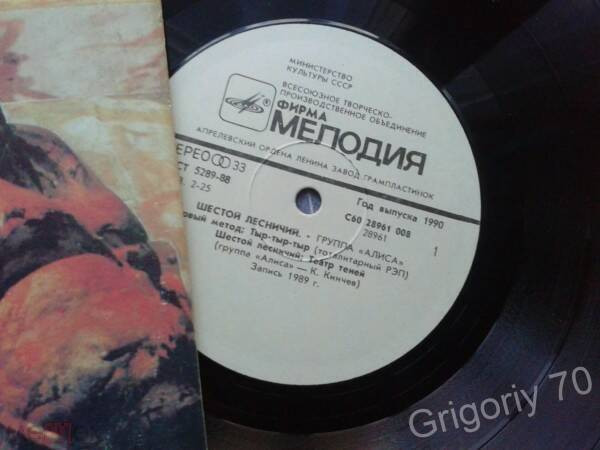 МИНИСТЕРСТВО
КУЛЬТУРЫ СССР
ВСЕСОЮЗНОЕ ТВОРЧЕСКО-
ПРОИЗВОДСТВЕННОЕ ОБЪЕДИНЕНИЕ
ФИРМА
МЕЛОДИЯ
АПРЕЛЕВСКИЙ ОРДЕНА ЛЕНИНА ЗАВОД ГРАМПЛАСТИНОК
ЕРЕО 33
СТ 5289-88
2-25
Год выпуска 1990
С60 28961 008
28961
1
ШЕСТОЙ ЛЕСНИЧИЙ. - ГРУППА «АЛИСА»
овый метод: Тыр-тыр-тыр (тоталитарный РЭП)
Шестой лесничий; Театр теней
(группа «Алиса» — К. Кинчев)
Запись 1989 г.
Grigoriy 70